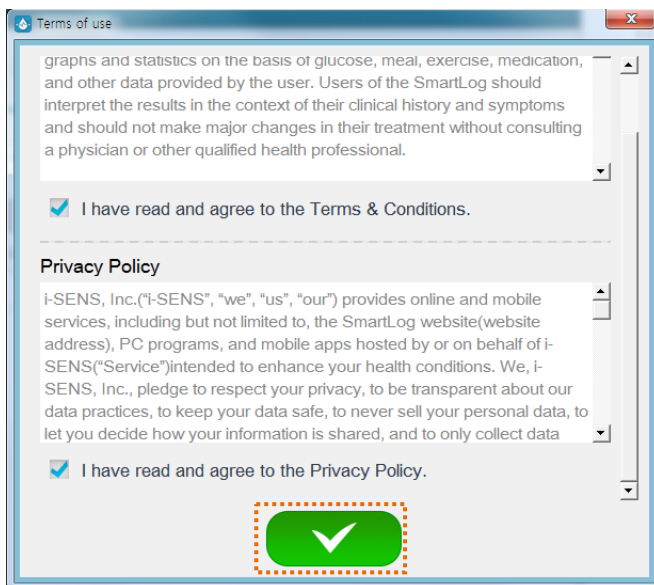 Terms of use
graphs and statistics on the basis of glucose, meal, exercise, medication,
and other data provided by the user. Users of the SmartLog should
interpret the results in the context of their clinical history and symptoms
and should not make major changes in their treatment without consulting
a physician or other qualified health professional.
I have read and agree to the Terms & Conditions.
Privacy Policy
i-SENS, Inc.(“i-SENS”, “we”, “us”, “our”) provides online and mobile
services, including but not limited to, the SmartLog website(website
address), PC programs, and mobile apps hosted by or on behalf of i-
SENS(“Service”)intended to enhance your health conditions. We, i-
SENS, Inc., pledge to respect your privacy, to be transparent about our
data practices, to keep your data safe, to never sell your personal data, to
let you decide how your information is shared, and to only collect data
I have read and agree to the Privacy Policy.